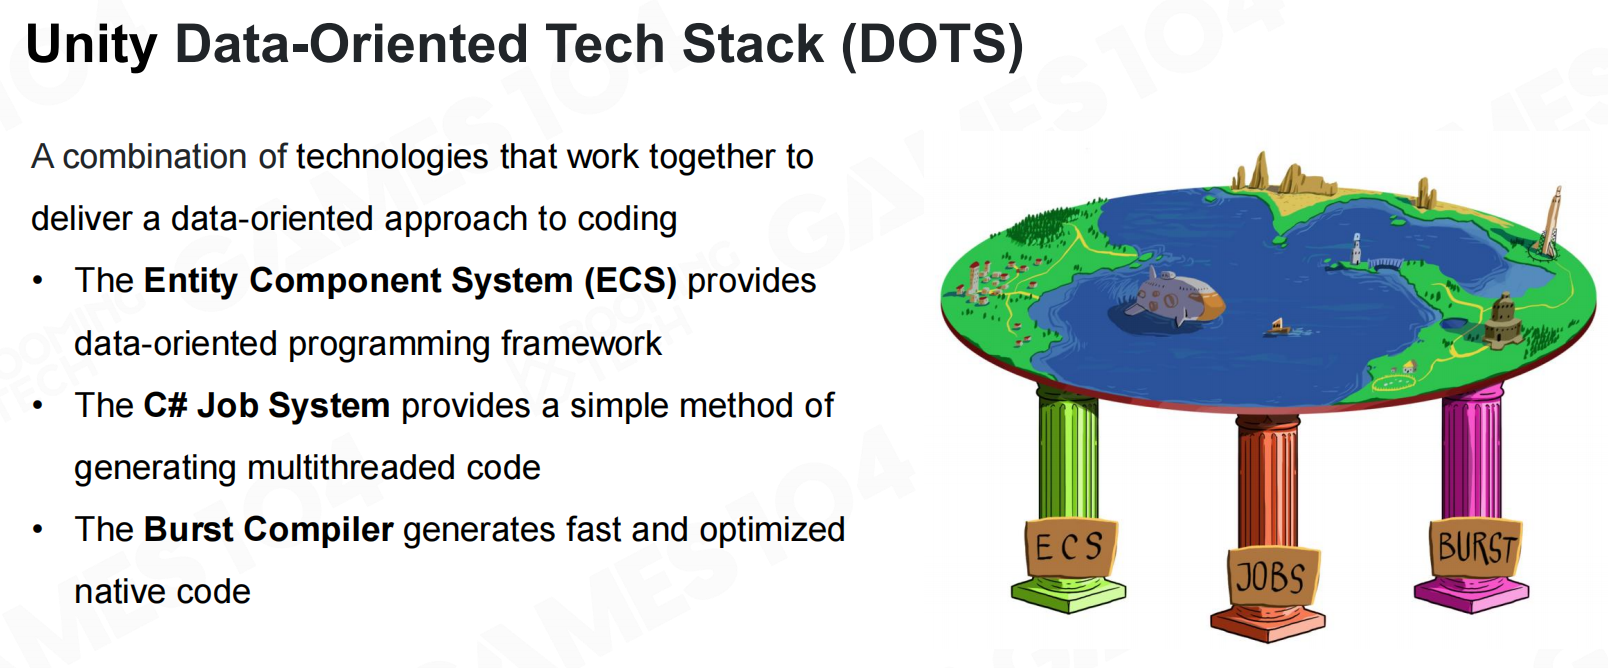 Unity Data-Oriented Tech Stack (DOTS)
A combination of technologies that work together to
deliver a data-oriented approach to coding
• The Entity Component System (ECS) provides
data-oriented programming framework
• The C# Job System provides a simple method of
generating multithreaded code
• The Burst Compiler generates fast and optimized
native code
ECS
JOBS
BURST
GAMES104